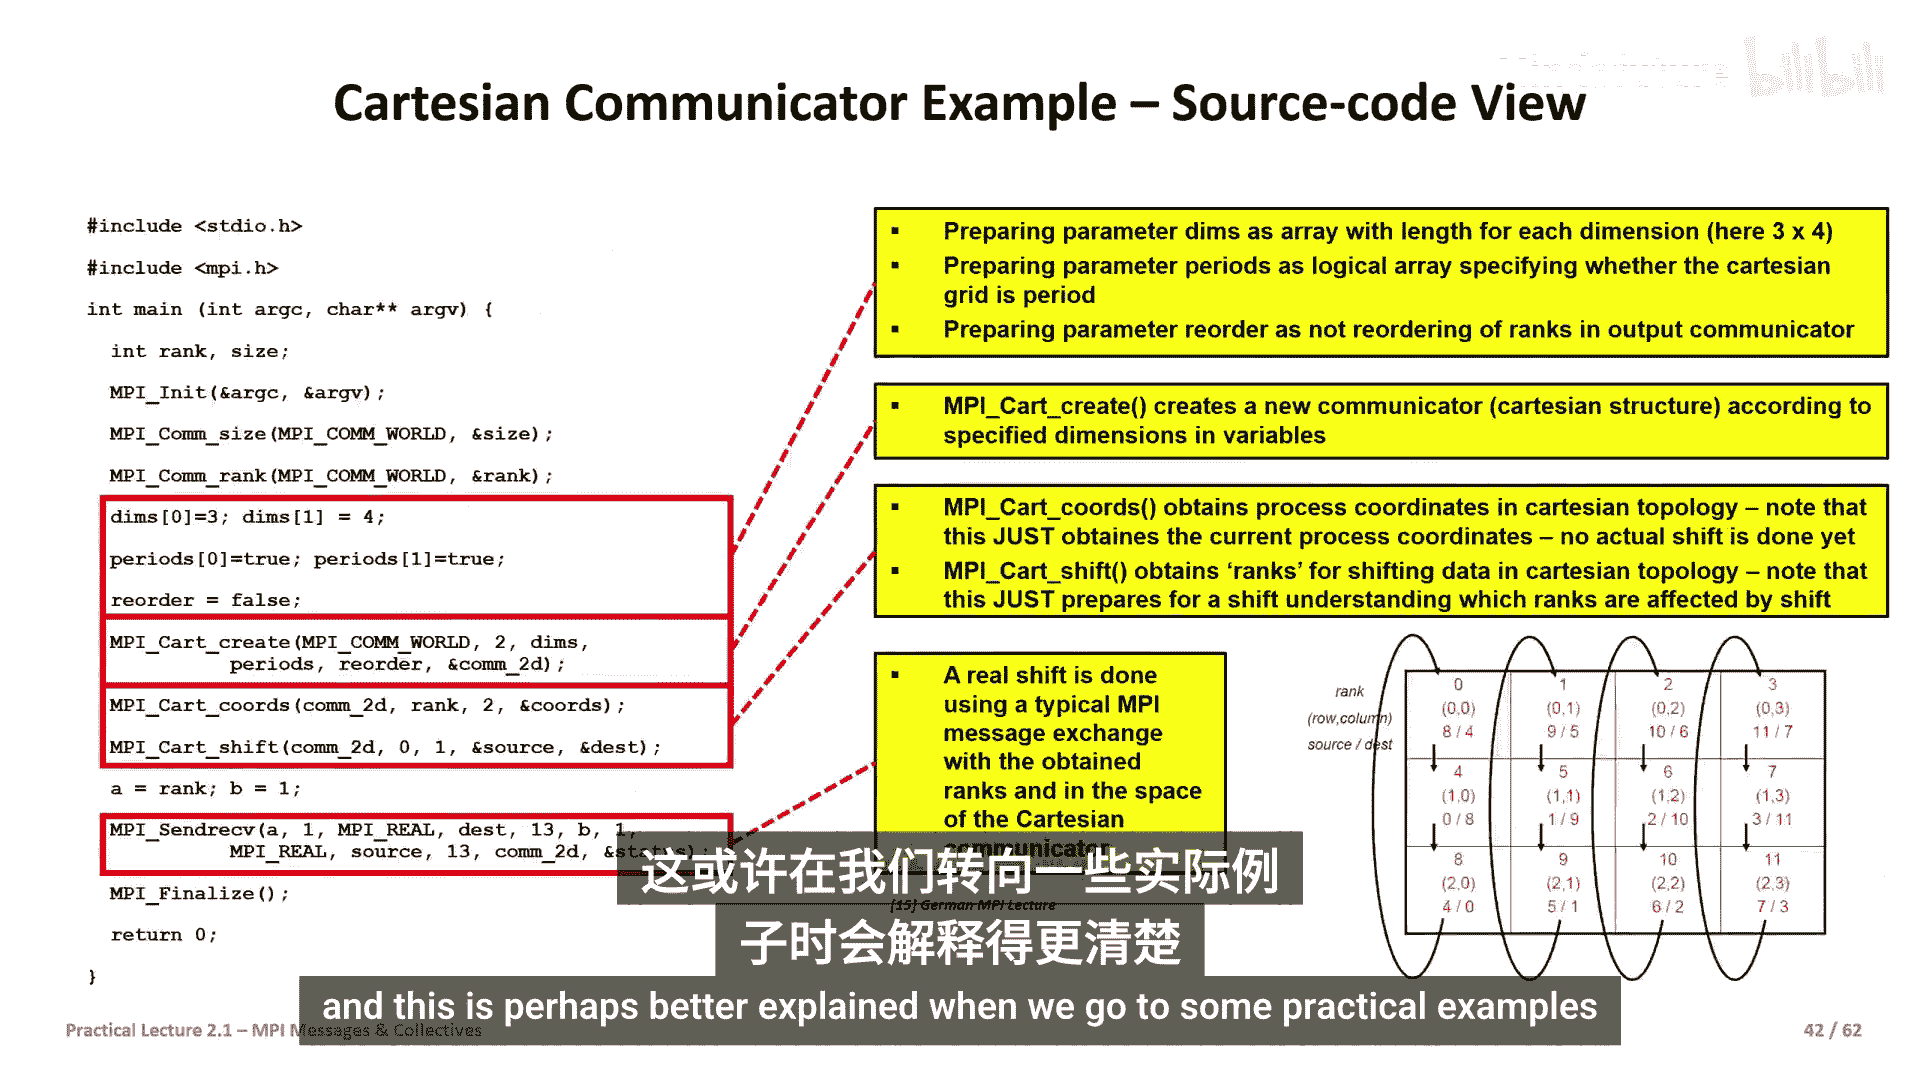 bilibili
Cartesian Communicator Example – Source-code View
#include <stdio.h>
#include <mpi.h>
int main (int argc, char** argv) {
int rank, size;
MPI_Init(&argc, &argv);
MPI_Comm_size(MPI_COMM_WORLD, &size);
MPI_Comm_rank(MPI_COMM_WORLD, &rank);
dims[0]=3; dims[1] = 4;
periods[0]=true; periods[1]=true;
reorder = false;
MPI_Cart_create(MPI_COMM_WORLD, 2, dims,
periods, reorder, &comm_2d);
MPI_Cart_coords(comm_2d, rank, 2, &coords);
MPI_Cart_shift(comm_2d, 0, 1, &source, &dest);
a = rank; b = 1;
MPI_Sendrecv(a, 1, MPI_REAL, dest, 13, b, 1,
MPI_REAL, source, 13, comm_2d, &status);
MPI_Finalize();
return 0;
}
▪ Preparing parameter dims as array with length for each dimension (here 3 x 4)
▪ Preparing parameter periods as logical array specifying whether the cartesian
grid is period
▪ Preparing parameter reorder as not reordering of ranks in output communicator
▪ MPI_Cart_create() creates a new communicator (cartesian structure) according to
specified dimensions in variables
▪ MPI_Cart_coords() obtains process coordinates in cartesian topology – note that
this JUST obtaines the current process coordinates – no actual shift is done yet
▪ MPI_Cart_shift() obtains ‘ranks’ for shifting data in cartesian topology – note that
this JUST prepares for a shift understanding which ranks are affected by shift
▪ A real shift is done
using a typical MPI
message exchange
with the obtained
ranks and in the space
of the Cartesian
communicator
[15] German MPI Lecture
rank
(row,column)
source / dest
0 1 2 3
(0,0) (0,1) (0,2) (0,3)
8 / 4 9 / 5 10 / 6 11 / 7
4 5 6 7
(1,0) (1,1) (1,2) (1,3)
0 / 8 1 / 9 2 / 10 3 / 11
8 9 10 11
(2,0) (2,1) (2,2) (2,3)
4 / 0 5 / 1 6 / 2 7 / 3
这或许在我们转向一些实际例
子时会解释得更清楚
and this is perhaps better explained when we go to some practical examples
Practical Lecture 2.1 – MPI Messages & Collectives
42 / 62